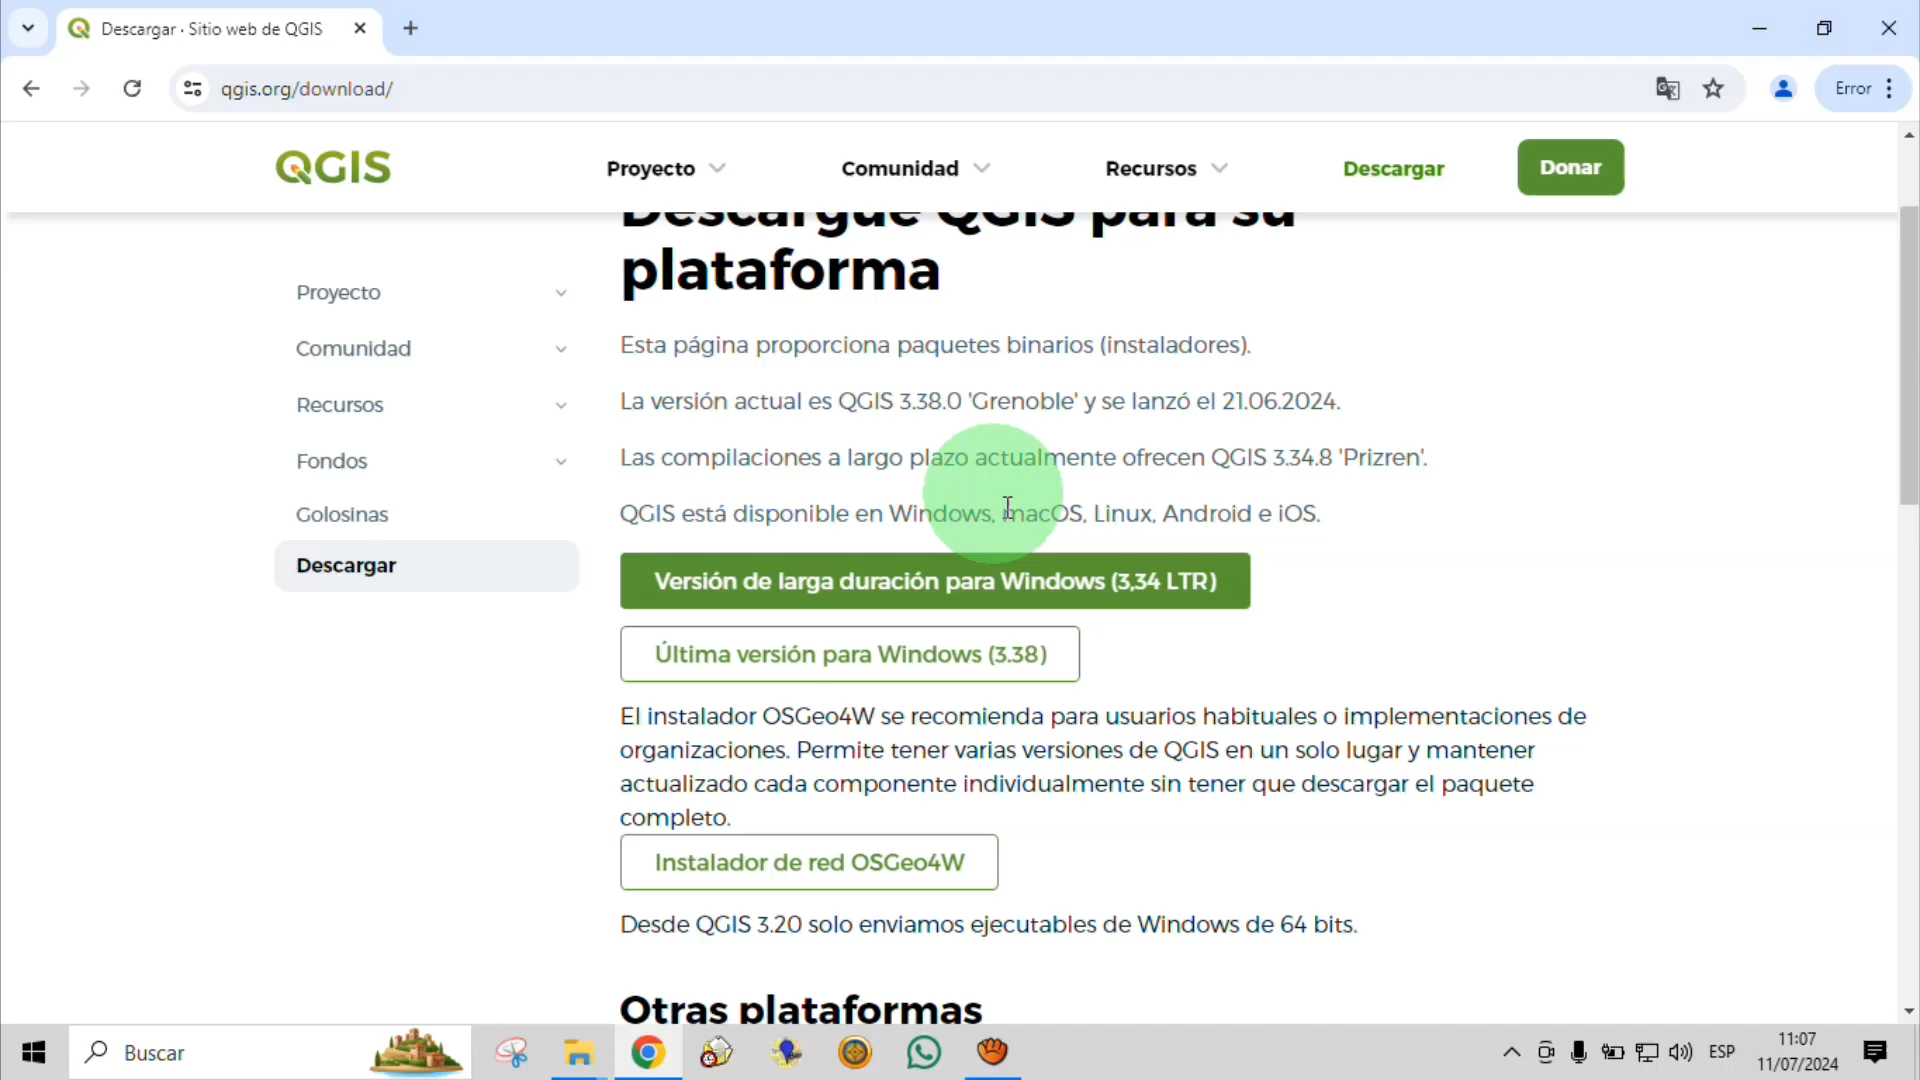 Descargar · Sitio web de QGIS
qgis.org/download/
Error
QGIS
Proyecto
Comunidad
Recursos
Descargar
Donar
Descargue QGIS para su
plataforma
Proyecto
Comunidad
Recursos
Fondos
Golosinas
Descargar
Esta página proporciona paquetes binarios (instaladores).
La versión actual es QGIS 3.38.0 'Grenoble' y se lanzó el 21.06.2024.
Las compilaciones a largo plazo actualmente ofrecen QGIS 3.34.8 'Prizren'.
QGIS está disponible en Windows, macOS, Linux, Android e iOS.
Versión de larga duración para Windows (3,34 LTR)
Última versión para Windows (3.38)
El instalador OSGeo4W se recomienda para usuarios habituales o implementaciones de
organizaciones. Permite tener varias versiones de QGIS en un solo lugar y mantener
actualizado cada componente individualmente sin tener que descargar el paquete
completo.
Instalador de red OSGeo4W
Desde QGIS 3.20 solo enviamos ejecutables de Windows de 64 bits.
Otras plataformas
Buscar
ESP
11:07
11/07/2024